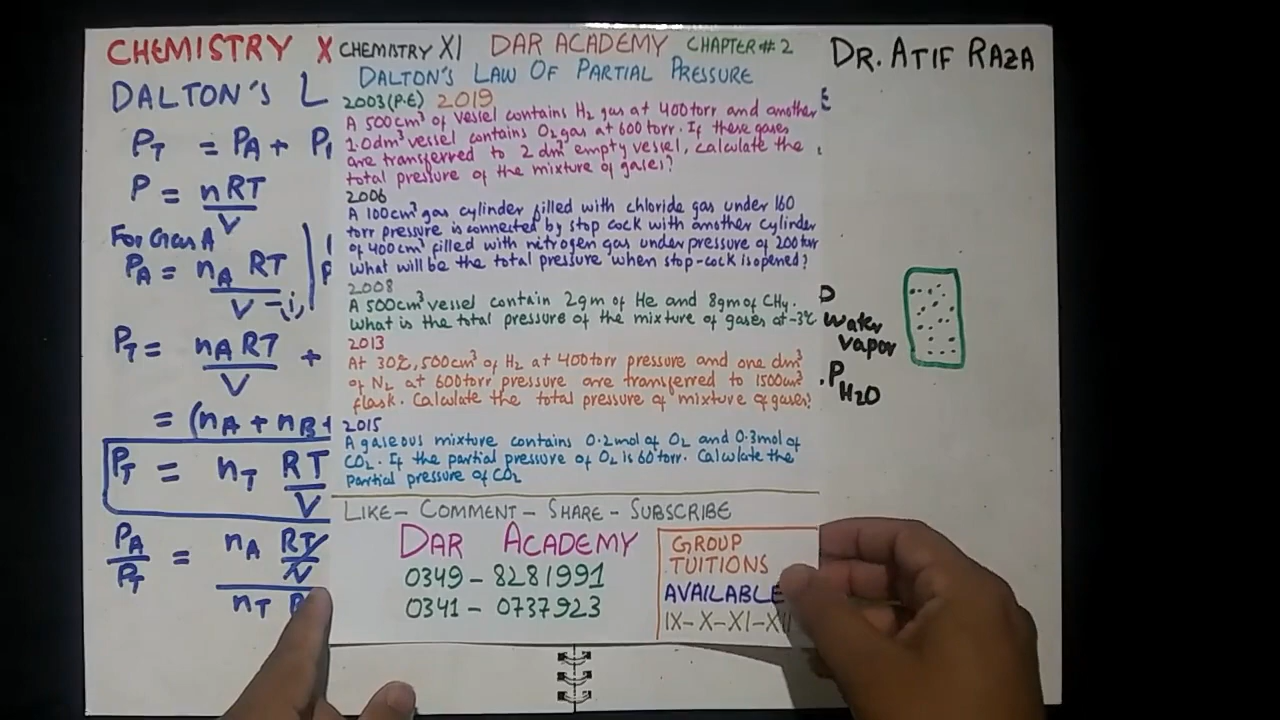 CHEMISTRY X
DALTON'S L
PT = PA +
P = nRT
V
For Gas A
PA = nA RT
V -(i)
PT = nA RT +
V
= (nA + nB +
PT = nT RT
V
PA = nA RT
PT V
nT
CHEMISTRY XI DAR ACADEMY CHAPTER # 2
DALTON'S LAW OF PARTIAL PRESSURE
2003 (P.E) 2019
A 500cm³ of vessel contains H2 gas at 400torr and another
1.0dm³ vessel contains O2 gas at 600torr. If these gases
are transferred to 2 dm³ empty vessel, calculate the
total pressure of the mixture of gases?
2006
A 100cm³ gas cylinder filled with chloride gas under 160
torr pressure is connected by stop cock with another cylinder
of 400cm³ filled with nitrogen gas under pressure of 200torr
What will be the total pressure when stop-cock is opened?
2008
A 500cm³ vessel contain 2gm of He and 8gm of CH4.
What is the total pressure of the mixture of gases at -3℃
2013
At 30℃, 500cm³ of H2 at 400torr pressure and one dm³
of N2 at 600torr pressure are transferred to 1500cm³
flask. Calculate the total pressure of mixture of gases?
2015
A gaseous mixture contains 0.2mol of O2 and 0.3mol of
CO2. If the partial pressure of O2 is 60torr. Calculate the
partial pressure of CO2
LIKE - COMMENT - SHARE - SUBSCRIBE
DAR ACADEMY
0349 - 8281991
0341 - 0737923
GROUP
TUITIONS
AVAILABLE
IX-X-XI-XII
DR. ATIF RAZA
water
vapor
PH2O